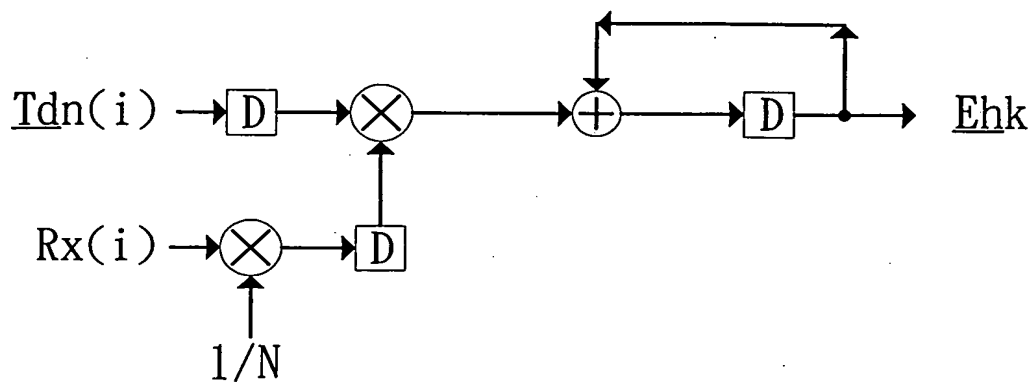 Tdn(i)
D
D
Ehk
Rx(i)
D
1/N